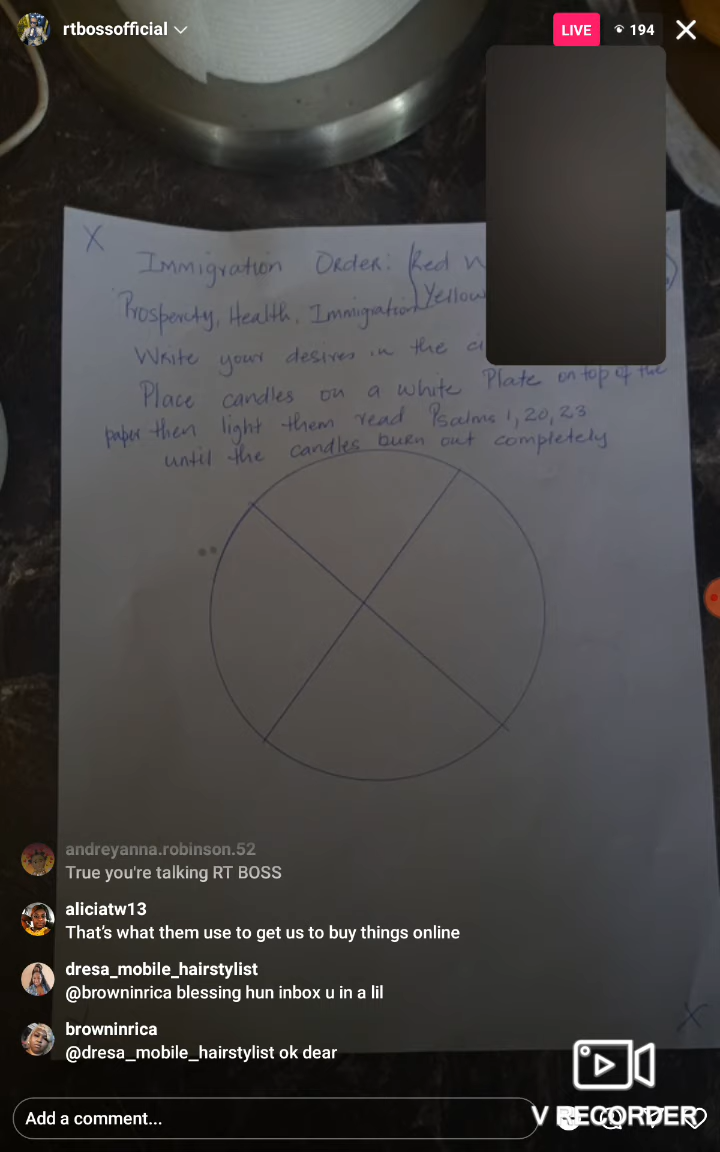 rtbossofficial
LIVE
194
X
Immigration Order: (Red
Prosperity, Health, Immigration Yellow
Write your desires in the
Place candles on a white Plate on top of the
paper then light them read Psalms 1, 20, 23
until the candles burn out completely
andreyanna.robinson.52
True you're talking RT BOSS
aliciatw13
That's what them use to get us to buy things online
dresa_mobile_hairstylist
@browninrica blessing hun inbox u in a lil
browninrica
@dresa_mobile_hairstylist ok dear
X
Add a comment...
V RECORDER